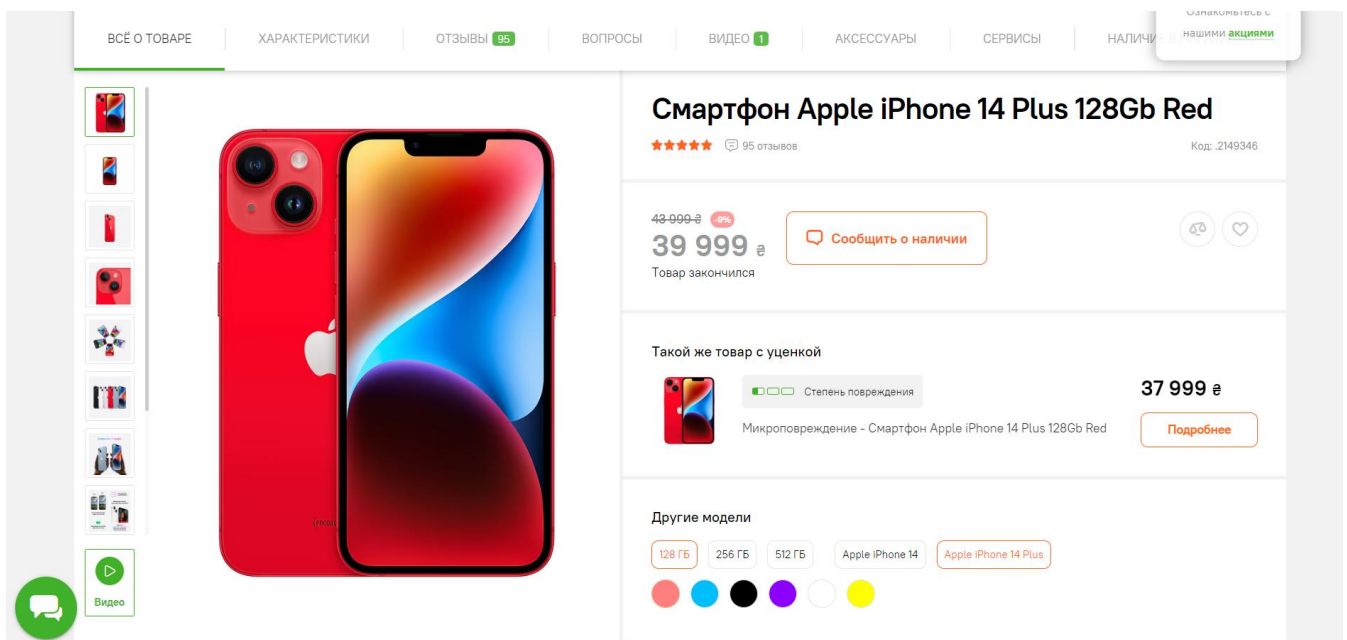 Ознакомьтесь с
нашими акциями
ВСЁ О ТОВАРЕ
ХАРАКТЕРИСТИКИ
ОТЗЫВЫ 95
ВОПРОСЫ
ВИДЕО 1
АКСЕССУАРЫ
СЕРВИСЫ
НАЛИЧИЕ В
Смартфон Apple iPhone 14 Plus 128Gb Red
95 отзывов
Код: .2149346
43 999 ₴ -9%
39 999 ₴
Сообщить о наличии
Товар закончился
Такой же товар с уценкой
Степень повреждения
37 999 ₴
Микроповреждение - Смартфон Apple iPhone 14 Plus 128Gb Red
Подробнее
Другие модели
128 ГБ
256 ГБ
512 ГБ
Apple iPhone 14
Apple iPhone 14 Plus
Видео